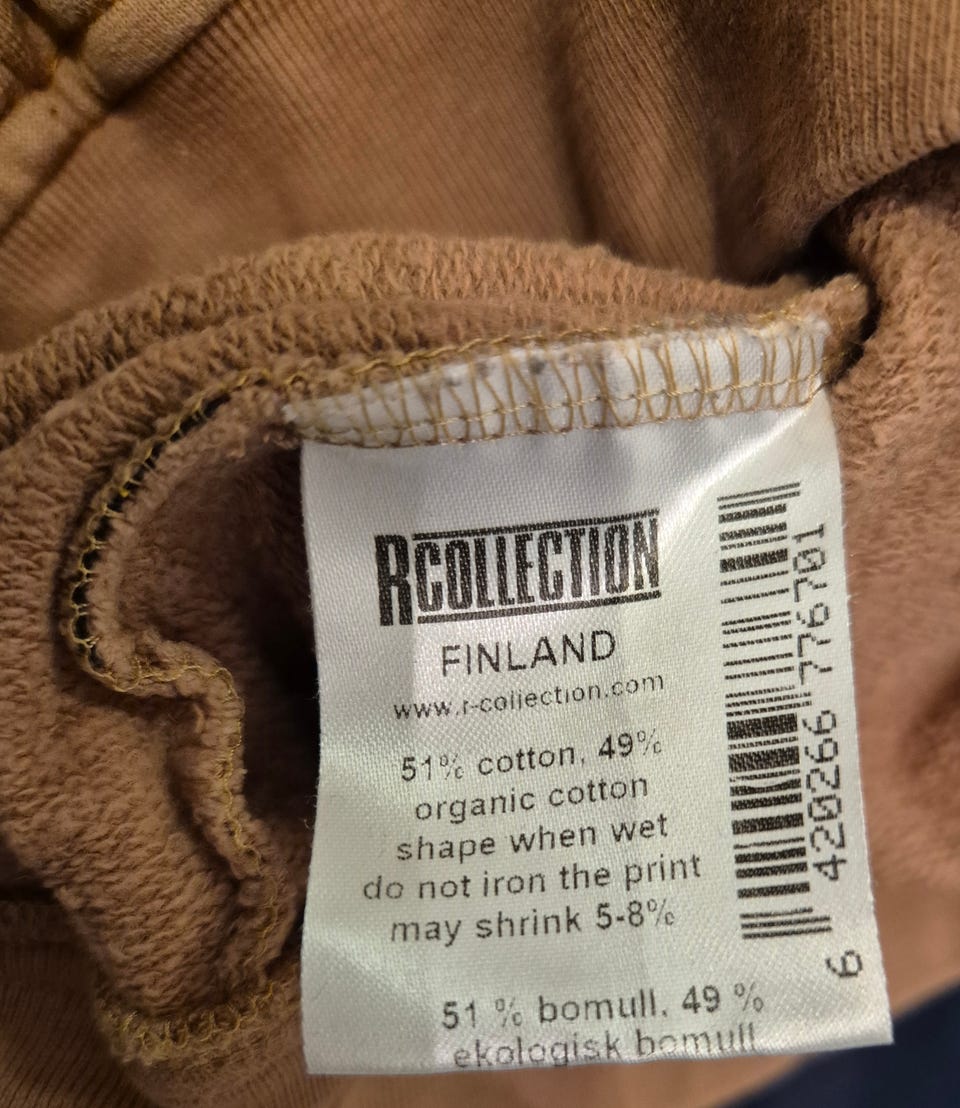 RCOLLECTION
FINLAND
www.r-collection.com
51% cotton, 49%
organic cotton
shape when wet
do not iron the print
may shrink 5-8%
51 % bomull, 49 %
ekologisk bomull
6 420266 776701